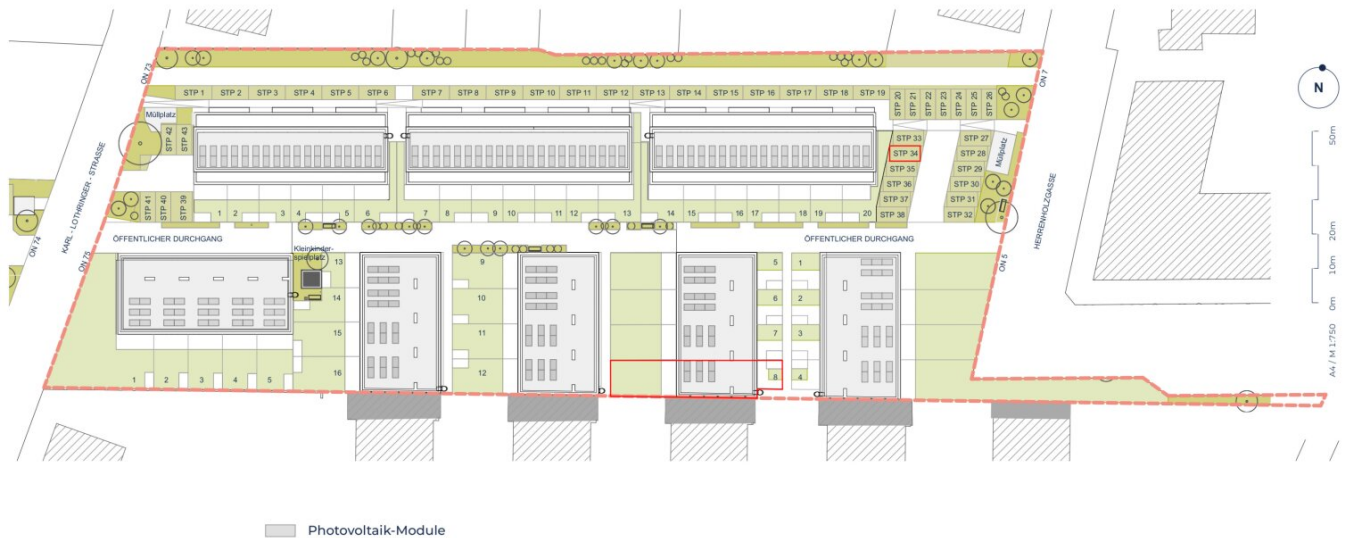 ON 73
ON 7
N
STP 1 STP 2 STP 3 STP 4 STP 5 STP 6 STP 7 STP 8 STP 9 STP 10 STP 11 STP 12 STP 13 STP 14 STP 15 STP 16 STP 17 STP 18 STP 19
STP 20
STP 21
STP 22
STP 23
STP 24
STP 25
STP 26
Müllplatz
STP 42
STP 43
STP 33
STP 34
STP 35
STP 36
STP 37
STP 38
STP 27
STP 28
STP 29
STP 30
STP 31
STP 32
Müllplatz
STP 41
STP 40
STP 39
1 2 3 4 5 6 7 8 9 10 11 12 13 14 15 16 17 18 19 20
KARL - LOTHRINGER - STRASSE
HERRENHOLZGASSE
ON 74
ON 75
ON 5
ÖFFENTLICHER DURCHGANG
ÖFFENTLICHER DURCHGANG
Kleinkinder-
spielplatz
13
14
15
16
9
10
11
12
5
6
7
8
1
2
3
4
1 2 3 4 5
50m
20m
10m
0m
A4 / M 1:750
Photovoltaik-Module